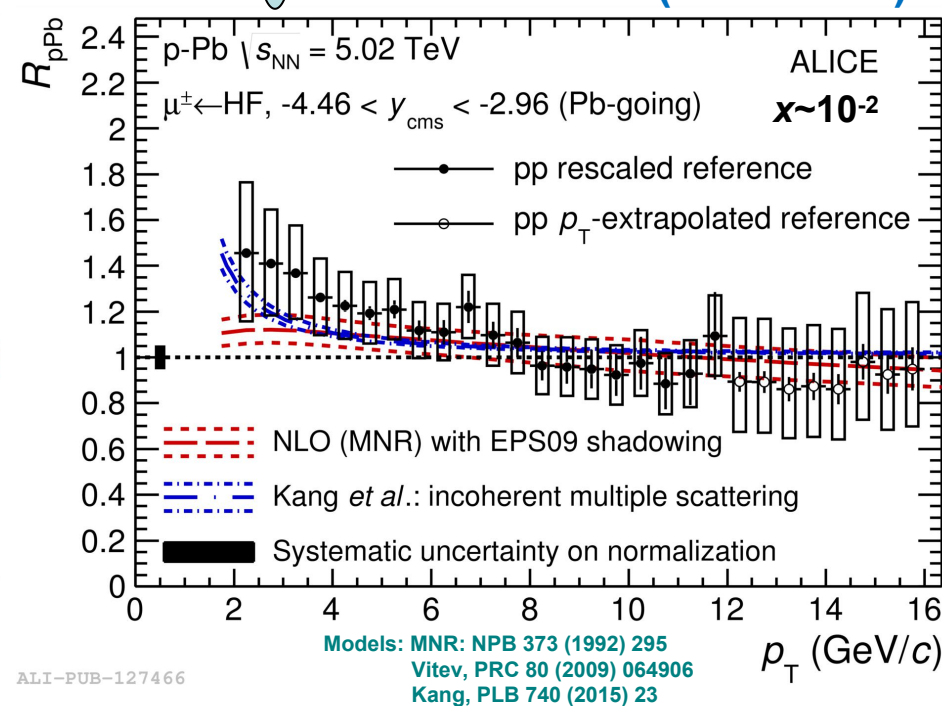 R_pPb
2.4
2.2
2
1.8
1.6
1.4
1.2
1
0.8
0.6
0.4
0.2
0
p-Pb √s_NN = 5.02 TeV
ALICE
μ±←HF, -4.46 < y_cms < -2.96 (Pb-going)
x~10-2
pp rescaled reference
pp p_T-extrapolated reference
NLO (MNR) with EPS09 shadowing
Kang et al.: incoherent multiple scattering
Systematic uncertainty on normalization
0 2 4 6 8 10 12 14 16
p_T (GeV/c)
Models: MNR: NPB 373 (1992) 295
Vitev, PRC 80 (2009) 064906
Kang, PLB 740 (2015) 23
ALI-PUB-127466